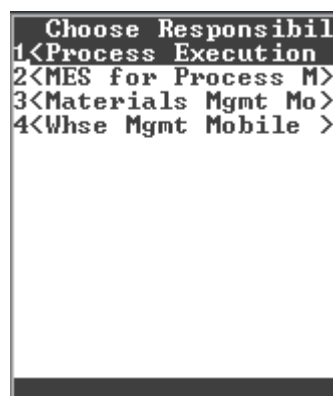 Choose Responsibil
1<Process Execution
2<MES for Process M>
3<Materials Mgmt Mo>
4<Whse Mgmt Mobile >